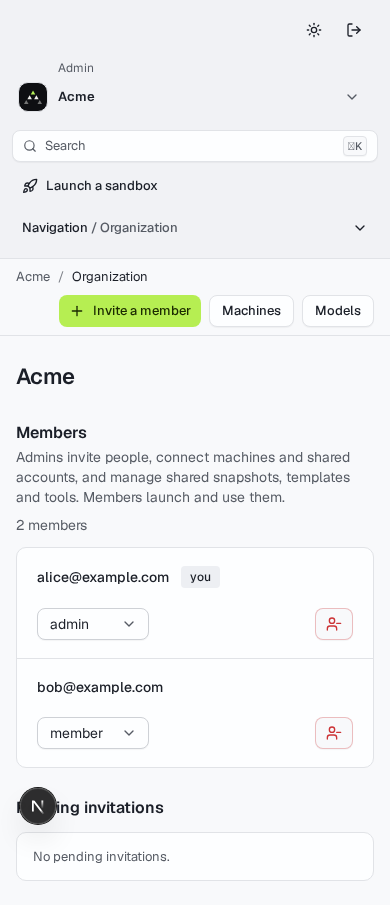 Admin
Acme
Search
K
Launch a sandbox
Navigation / Organization
Acme / Organization
Invite a member
Machines
Models
Acme
Members
Admins invite people, connect machines and shared
accounts, and manage shared snapshots, templates
and tools. Members launch and use them.
2 members
alice@example.com
you
admin
bob@example.com
member
N
ing invitations
No pending invitations.